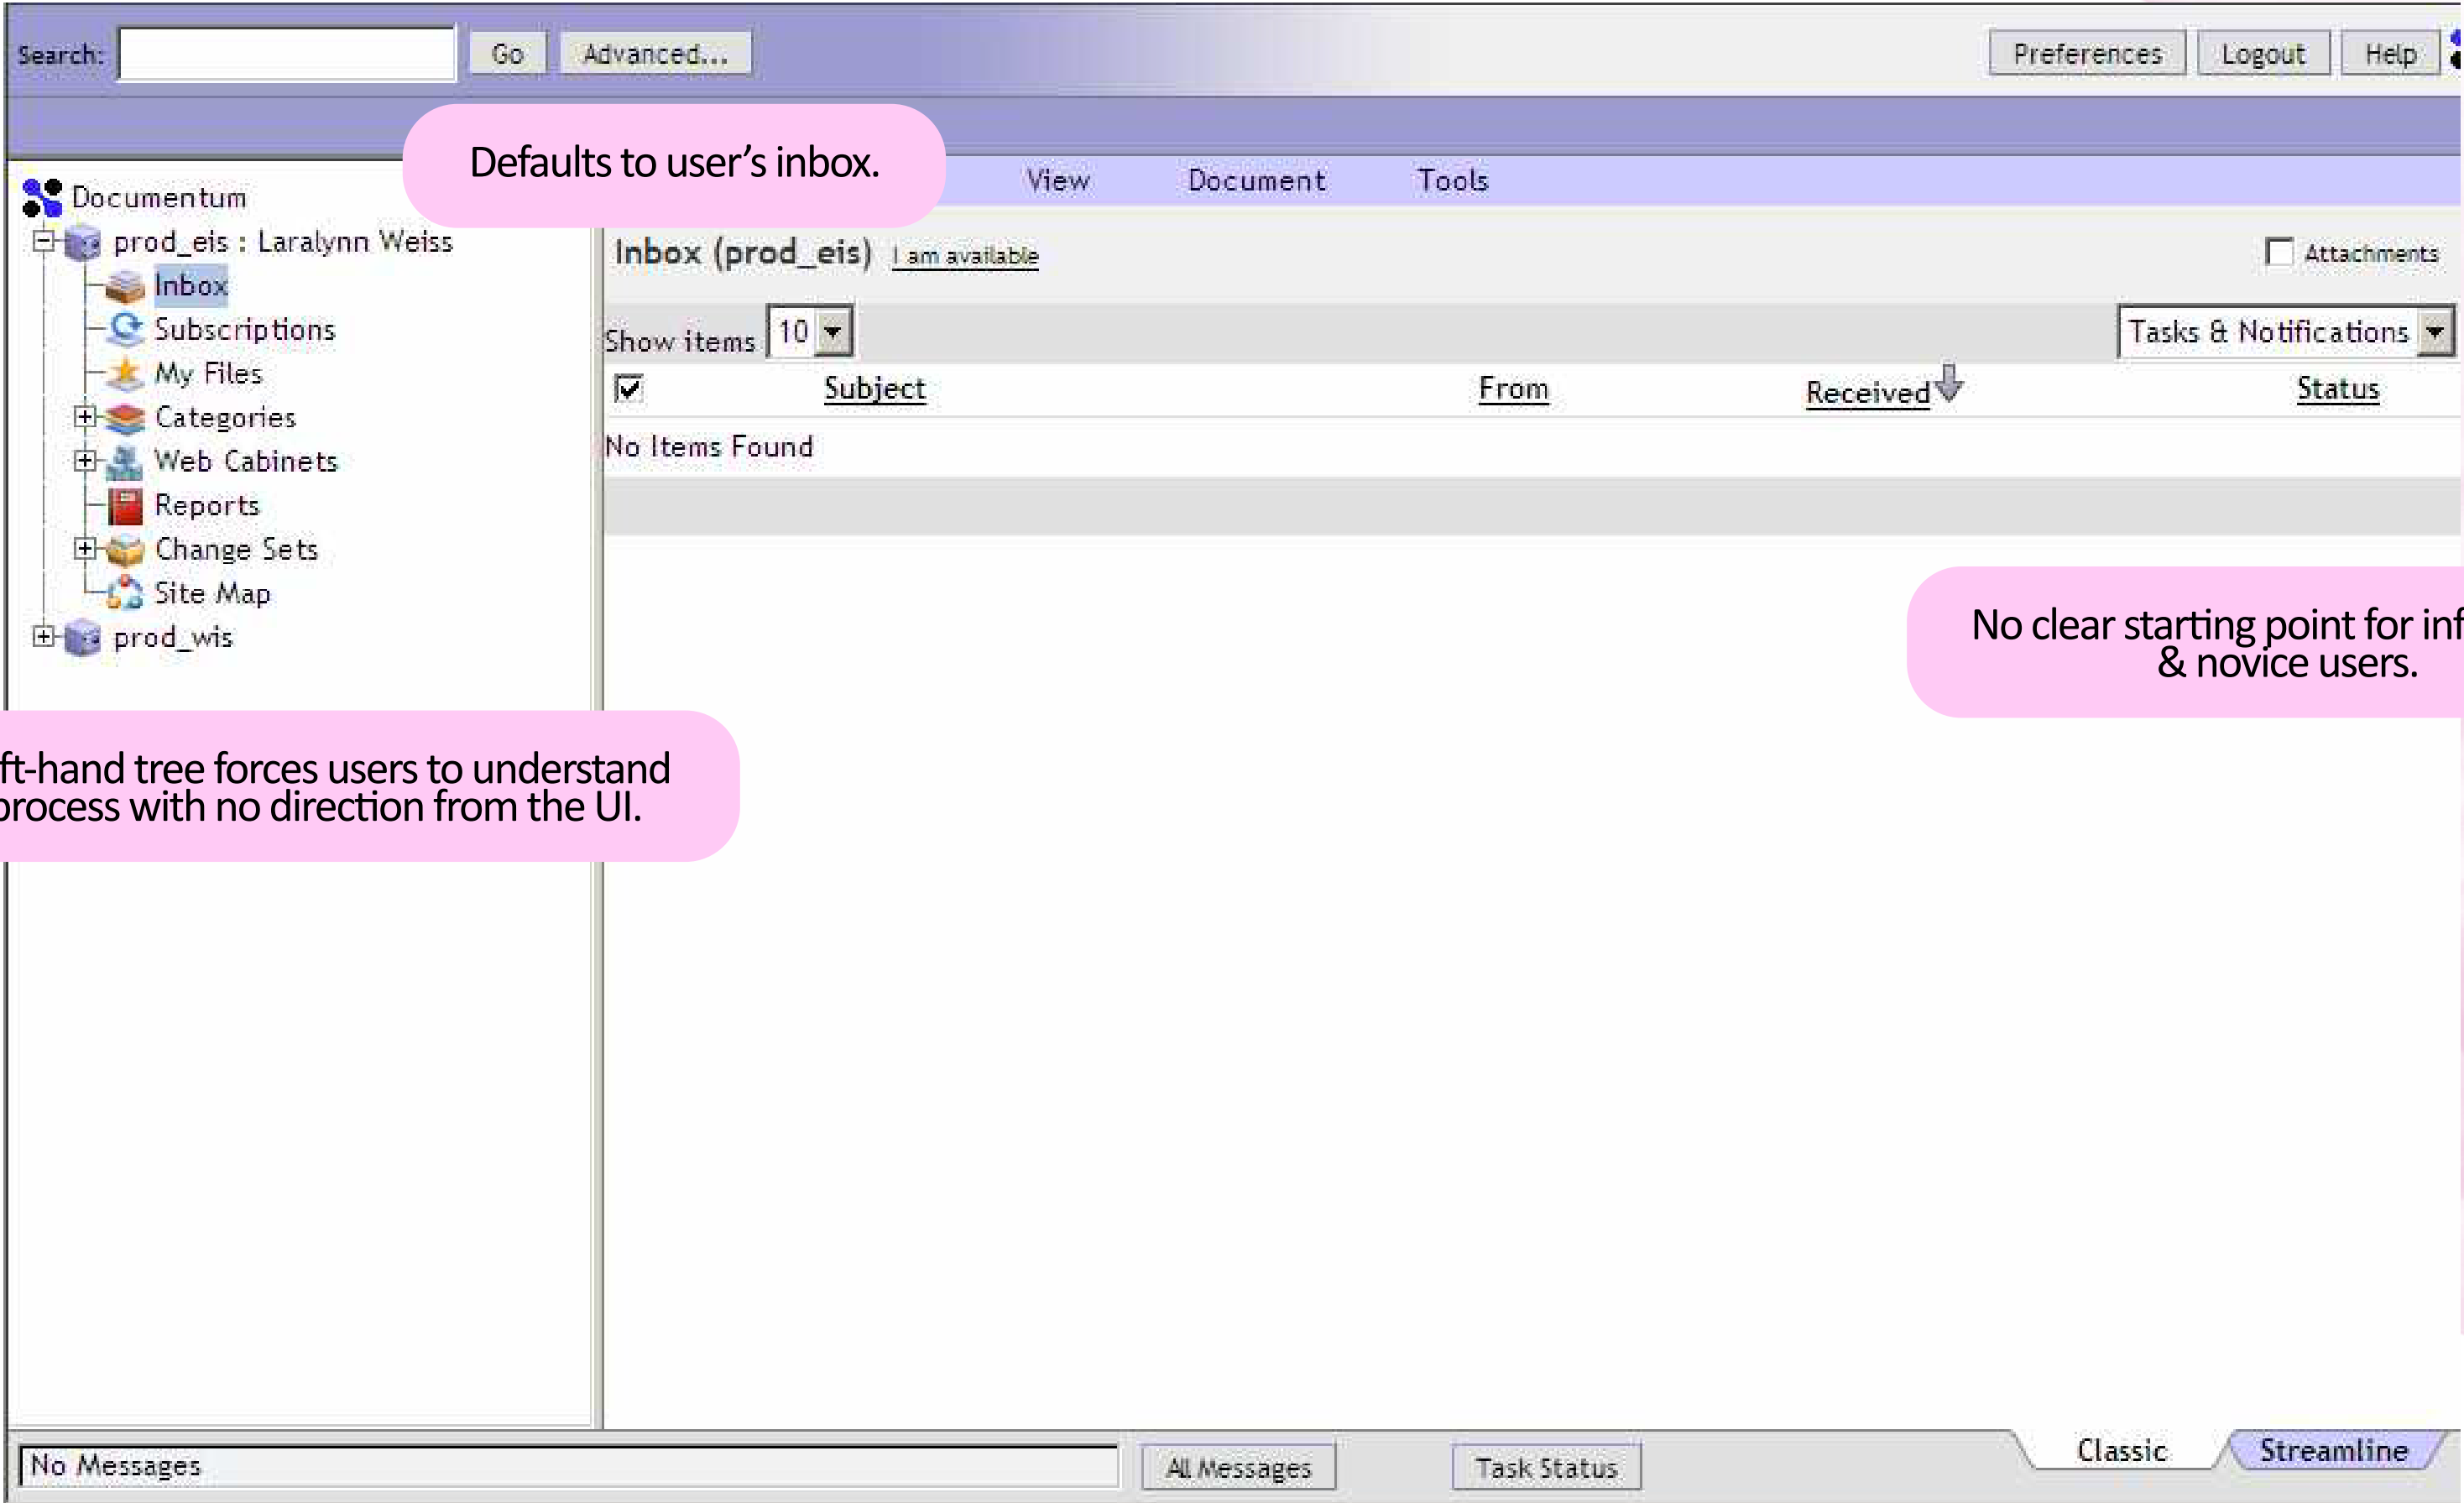 Search: Go Advanced... Preferences Logout Help
Defaults to user’s inbox.
View Document Tools
Documentum
prod_eis : Laralynn Weiss
Inbox
Subscriptions
My Files
Categories
Web Cabinets
Reports
Change Sets
Site Map
prod_wis
Inbox (prod_eis) I am available Attachments
Show items 10 Tasks & Notifications
Subject From Received Status
No Items Found
No clear starting point for
& novice users.
-hand tree forces users to understand
process with no direction from the UI.
No Messages All Messages Task Status Classic Streamline